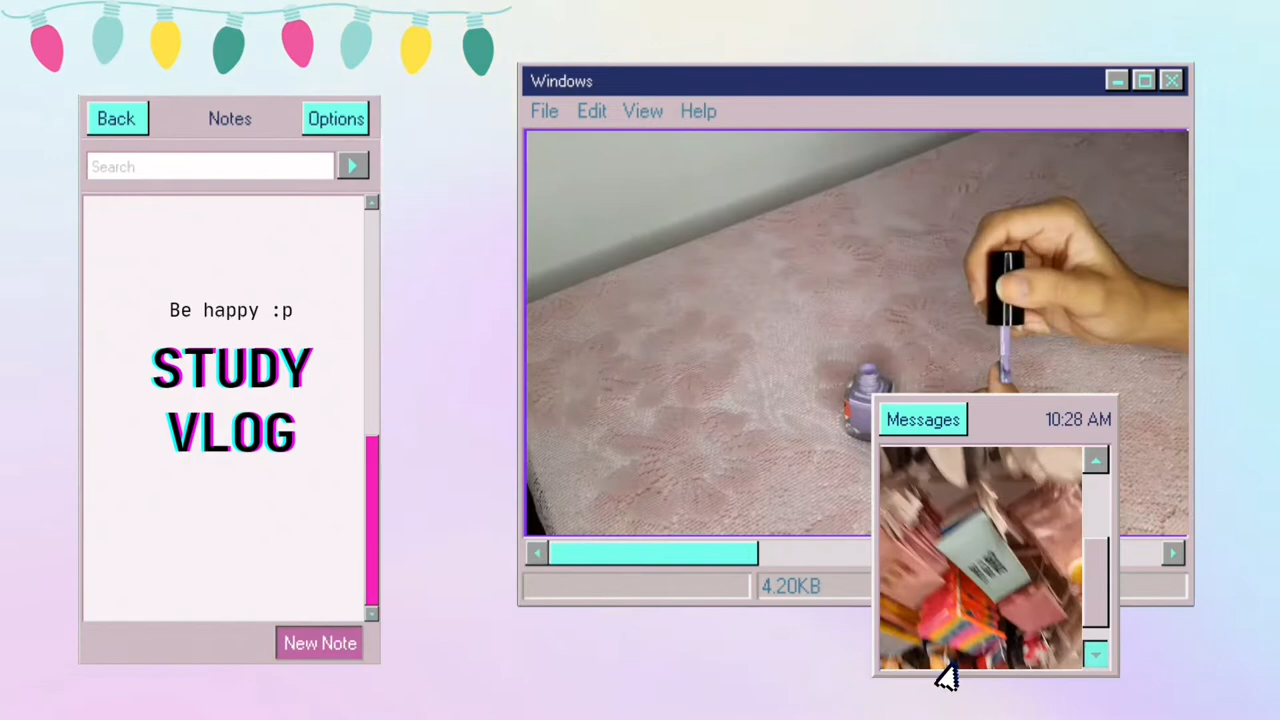 Back
Notes
Options
Search
Be happy :p
STUDY
VLOG
New Note
Windows
File Edit View Help
4.20KB
Messages
10:28 AM